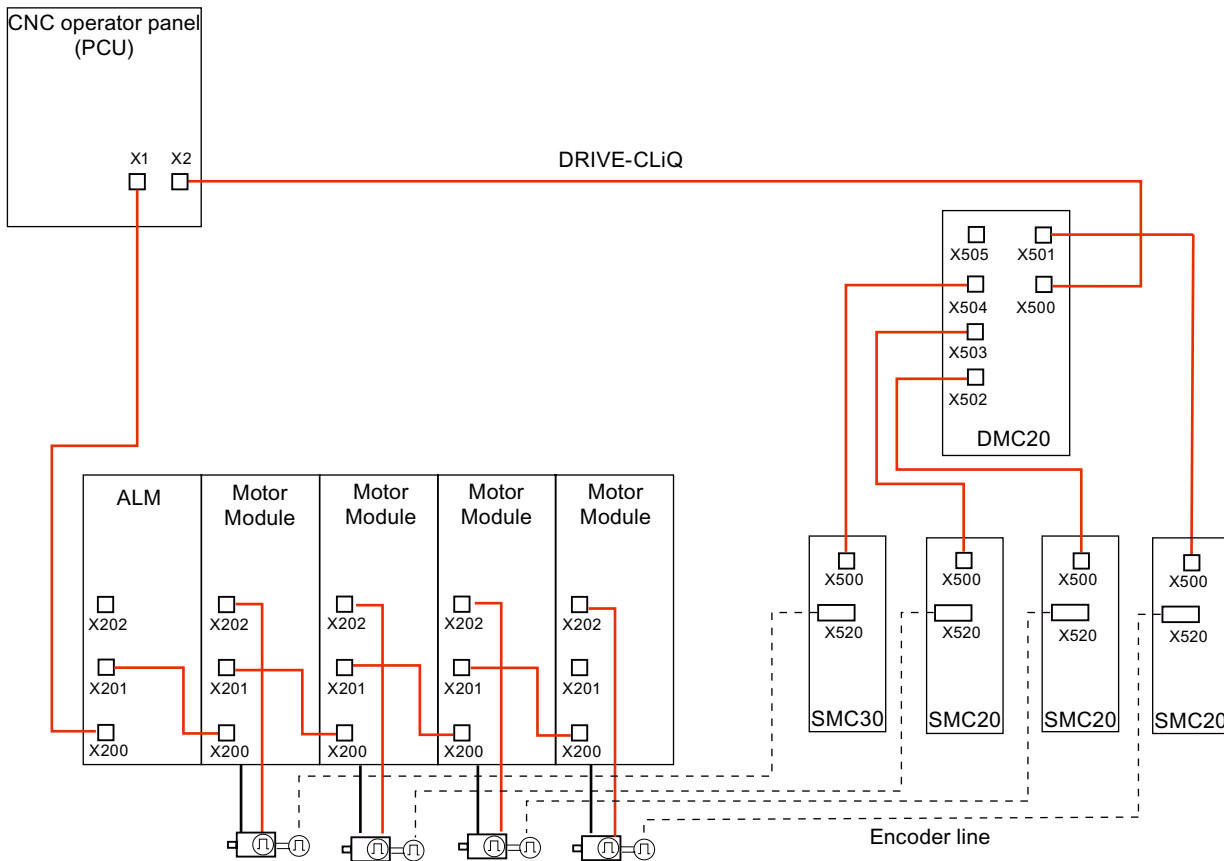 CNC operator panel
(PCU)
X1 X2
DRIVE-CLiQ
X505 X501
X504 X500
X503
X502
DMC20
ALM
Motor
Module
Motor
Module
Motor
Module
Motor
Module
X202 X202 X202 X202 X202
X201 X201 X201 X201 X201
X200 X200 X200 X200 X200
X500 X500 X500 X500
X520 X520 X520 X520
SMC30 SMC20 SMC20 SMC20
Encoder line